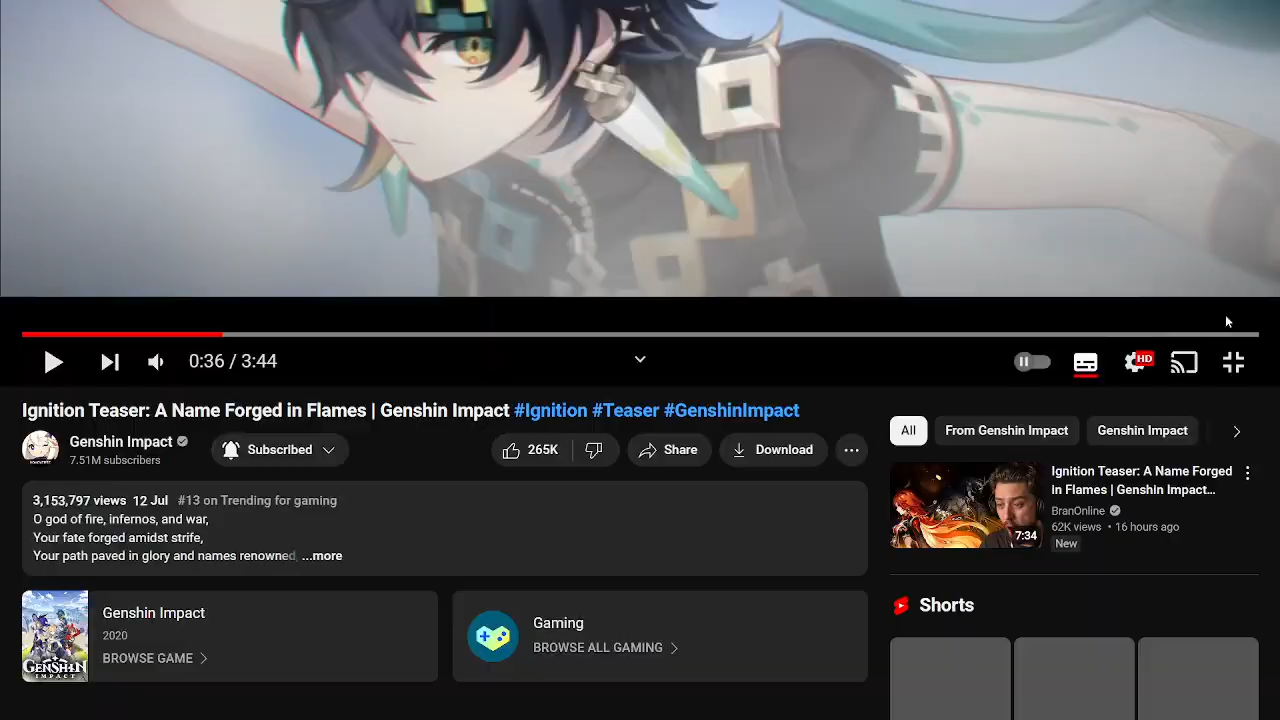 HD
0:36 / 3:44
Ignition Teaser: A Name Forged in Flames | Genshin Impact #Ignition #Teaser #GenshinImpact
Genshin Impact
7.51M subscribers
Subscribed
265K
Share
Download
3,153,797 views 12 Jul #13 on Trending for gaming
O god of fire, infernos, and war,
Your fate forged amidst strife,
Your path paved in glory and names renowned, ...more
GENSHIN
IMPACT
Genshin Impact
2020
BROWSE GAME
Gaming
BROWSE ALL GAMING
All
From Genshin Impact
Genshin Impact
7:34
Ignition Teaser: A Name Forged
In Flames | Genshin Impact...
BranOnline
62K views • 16 hours ago
New
Shorts